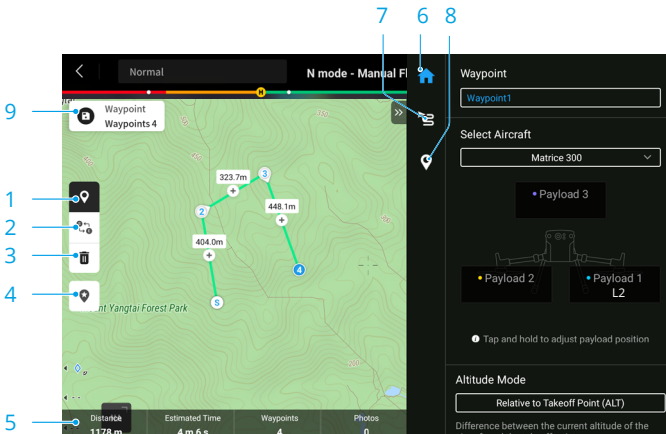 7 6 8
Normal
N mode - Manual Fl
Waypoint
Waypoint1
9
Waypoint
Waypoints 4
350
Select Aircraft
Matrice 300
Payload 3
323.7m
3
1
2
448.1m
2
404.0m
3
4
Payload 2
Payload 1
L2
4
S
nt Yangtai Forest Park
Tap and hold to adjust payload position
200
Altitude Mode
Relative to Takeoff Point (ALT)
5
Distance
Estimated Time
Waypoints
Photos
1178 m
4 m 6 s
4
0
Difference between the current altitude of the